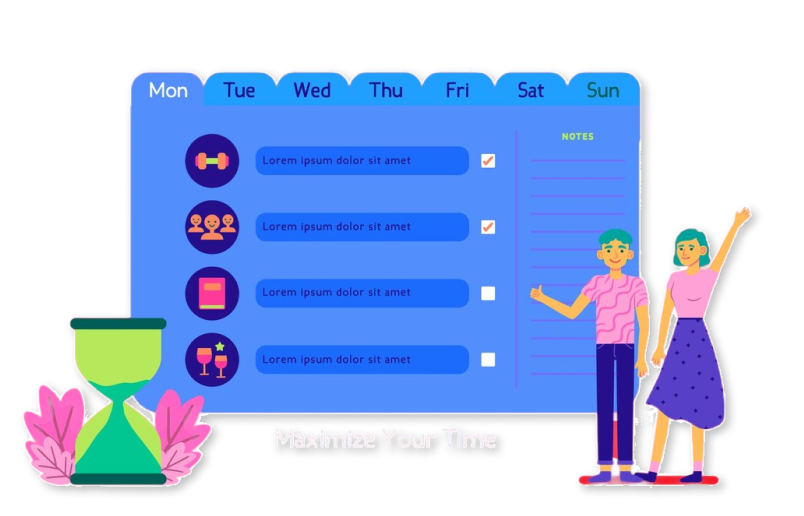 Mon Tue Wed Thu Fri Sat Sun
NOTES
Lorem ipsum dolor sit amet
Lorem ipsum dolor sit amet
Lorem ipsum dolor sit amet
Lorem ipsum dolor sit amet
Maximize Your Time